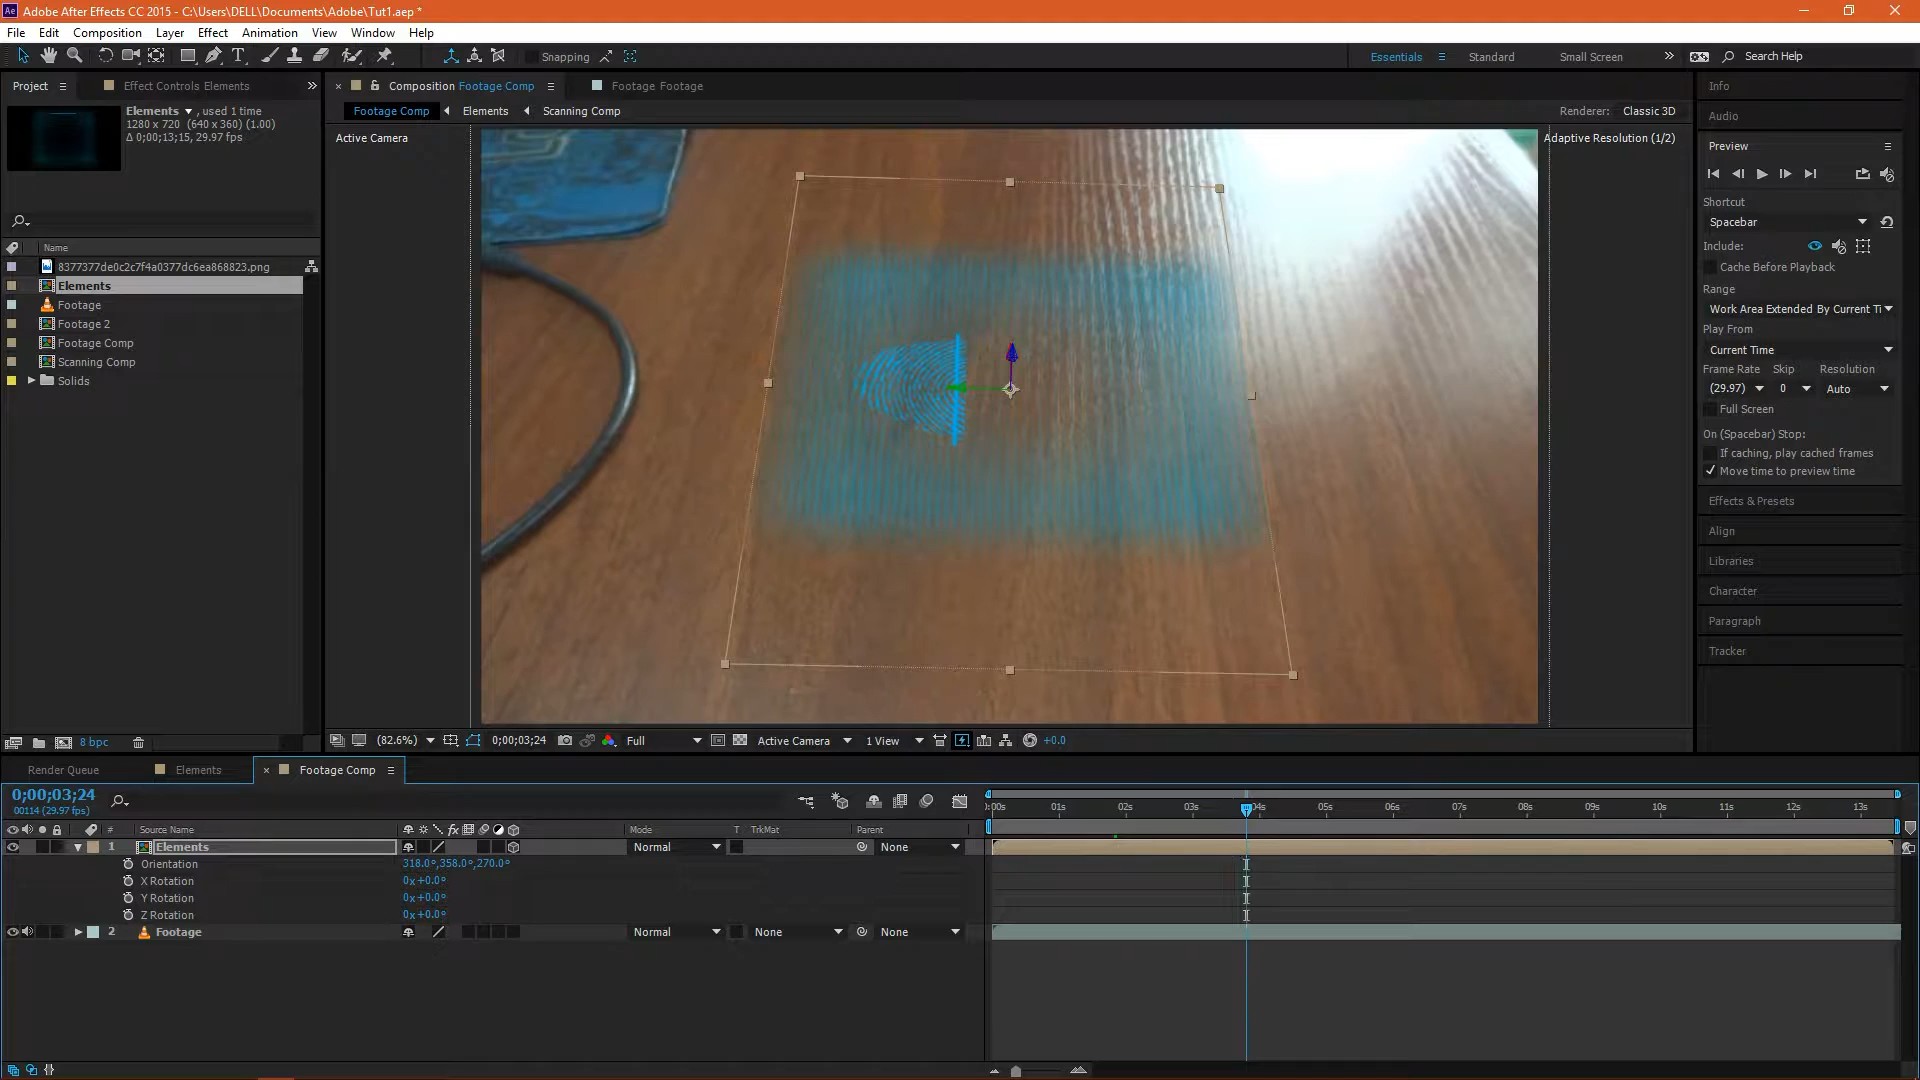 Adobe After Effects CC 2015 - C:\Users\DELL\Documents\Adobe\Tut1.aep *
File Edit Composition Layer Effect Animation View Window Help
Snapping Essentials Standard Small Screen Search Help
Project Effect Controls Elements
Elements , used 1 time
1280 x 720 (640 x 360) (1.00)
Δ 0;00;13;15, 29.97 fps
Name
8377377de0c2c7f4a0377dc6ea868823.png
Elements
Footage
Footage 2
Footage Comp
Scanning Comp
Solids
8 bpc
Composition Footage Comp Footage Footage
Footage Comp Elements Scanning Comp Renderer: Classic 3D
Active Camera Adaptive Resolution (1/2)
(82.6%) 0;00;03;24 Full Active Camera 1 View +0.0
Info
Audio
Preview
Shortcut
Spacebar
Include:
Cache Before Playback
Range
Work Area Extended By Current Ti
Play From
Current Time
Frame Rate Skip Resolution
(29.97) 0 Auto
Full Screen
On (Spacebar) Stop:
If caching, play cached frames
Move time to preview time
Effects & Presets
Align
Libraries
Character
Paragraph
Tracker
Render Queue Elements Footage Comp
0;00;03;24
00114 (29.97 fps)
):00s 01s 02s 03s 04s 05s 06s 07s 08s 09s 10s 11s 12s 13s
# Source Name fx Mode T TrkMat Parent
1 Elements Normal None
Orientation 318.0°,358.0°,270.0°
X Rotation 0x+0.0°
Y Rotation 0x+0.0°
Z Rotation 0x+0.0°
2 Footage Normal None None